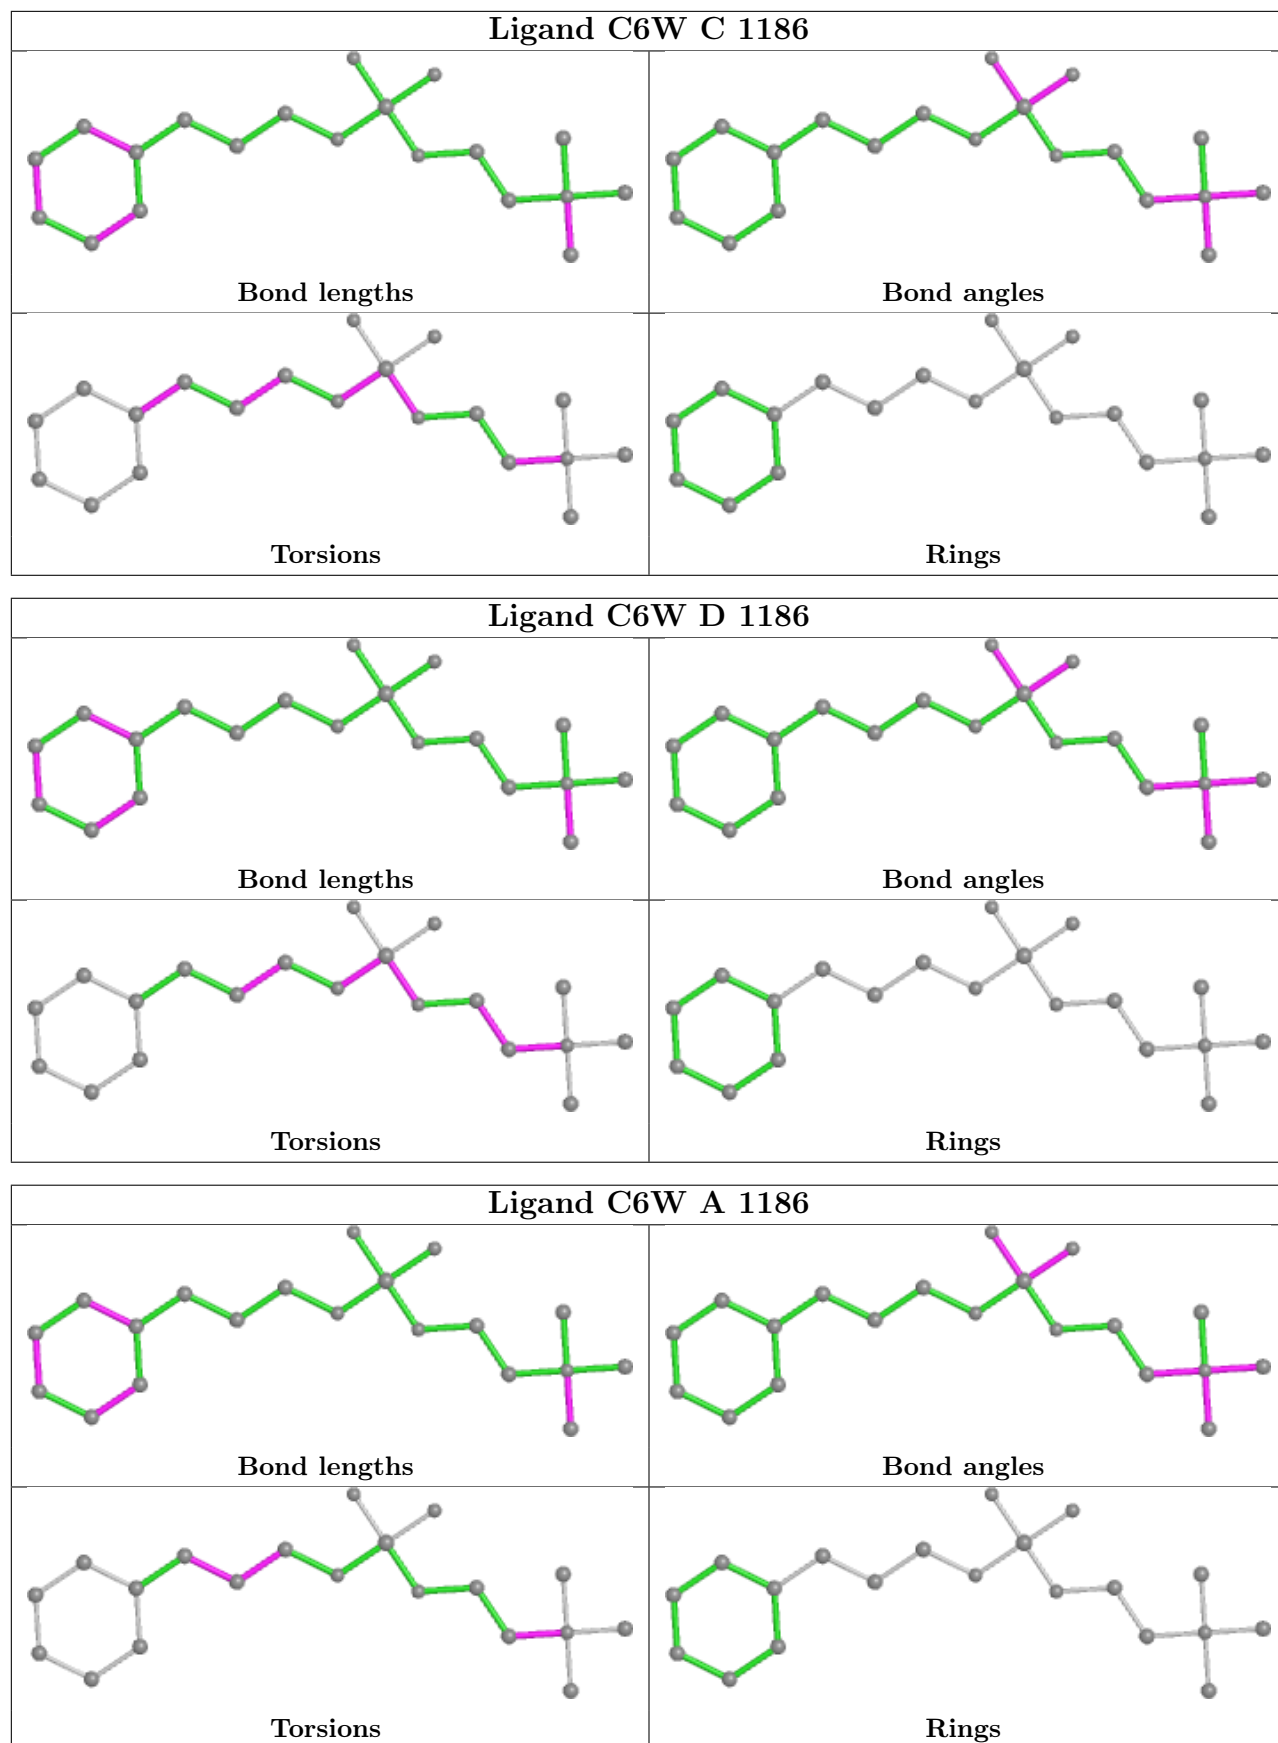 Ligand C6W C 1186
Bond lengths
Bond angles
Torsions
Rings
Ligand C6W D 1186
Bond lengths
Bond angles
Torsions
Rings
Ligand C6W A 1186
Bond lengths
Bond angles
Torsions
Rings